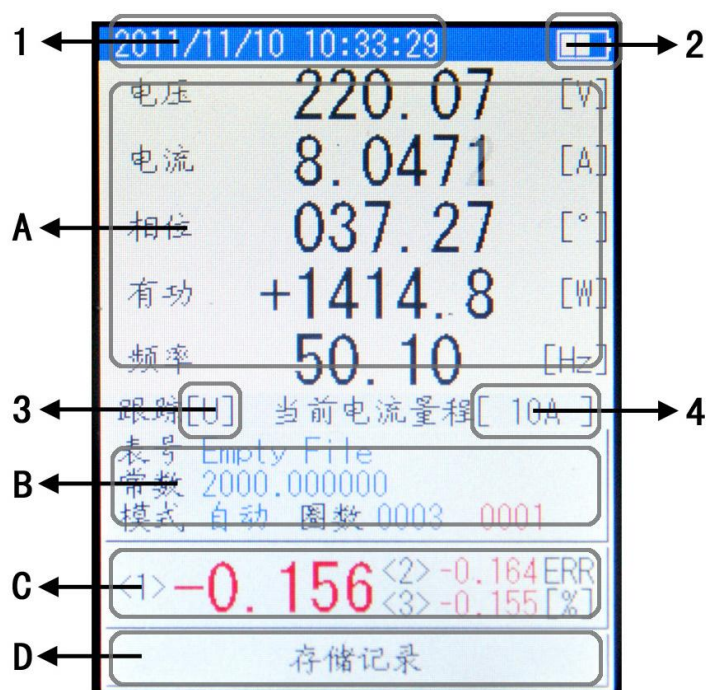 1 2011/11/10 10:33:29 2
电压 220.07 [V]
电流 8.0471 [A]
A 相位 037.27 [°]
有功 +1414.8 [W]
频率 50.10 [Hz]
3 跟踪[U] 当前电流量程[ 10A ] 4
表号 Empty File
B 常数 2000.000000
模式 自动 圈数 0003 0001
C <1>-0.156 <2>-0.164 ERR
<3>-0.155 [%]
D 存储记录